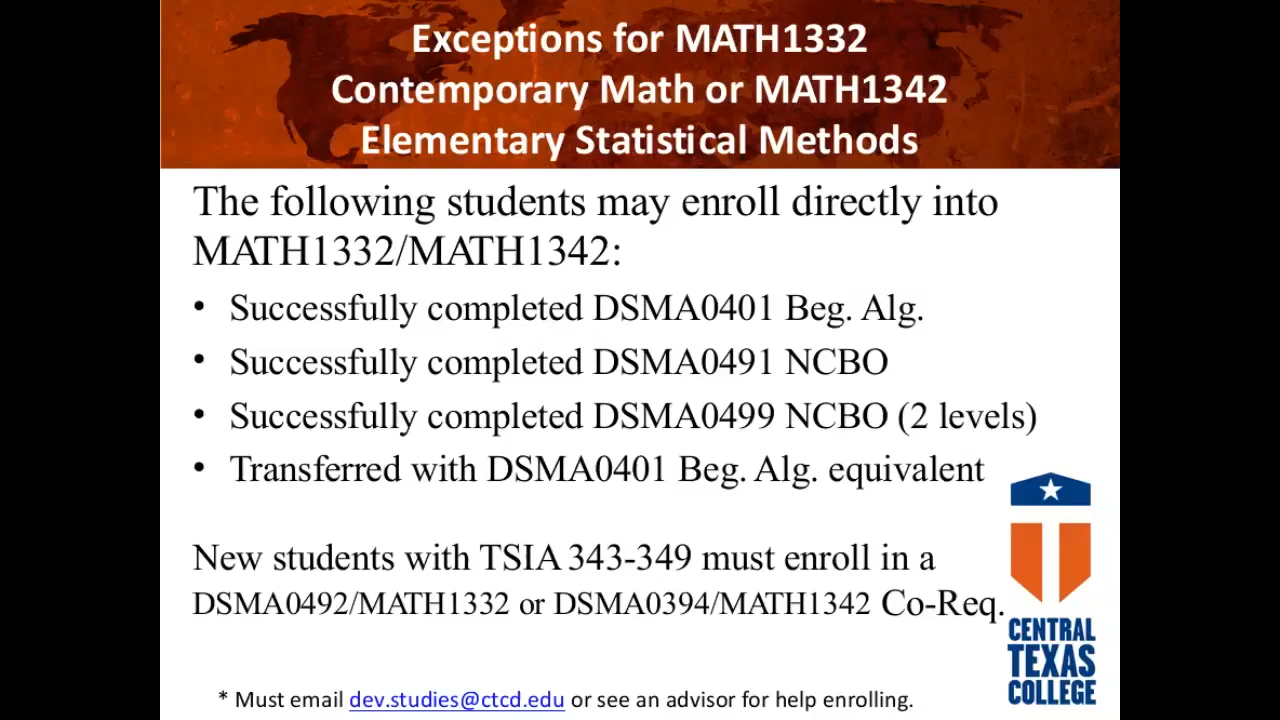 Exceptions for MATH1332
Contemporary Math or MATH1342
Elementary Statistical Methods
The following students may enroll directly into
MATH1332/MATH1342:
• Successfully completed DSMA0401 Beg. Alg.
• Successfully completed DSMA0491 NCBO
• Successfully completed DSMA0499 NCBO (2 levels)
• Transferred with DSMA0401 Beg. Alg. equivalent
New students with TSIA 343-349 must enroll in a
DSMA0492/MATH1332 or DSMA0394/MATH1342 Co-Req.
CENTRAL
TEXAS
COLLEGE
* Must email dev.studies@ctcd.edu or see an advisor for help enrolling.